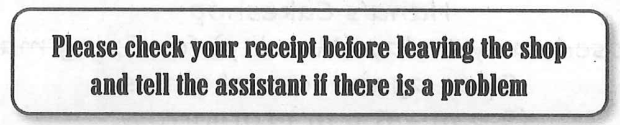 Please check your receipt before leaving the shop
and tell the assistant if there is a problem